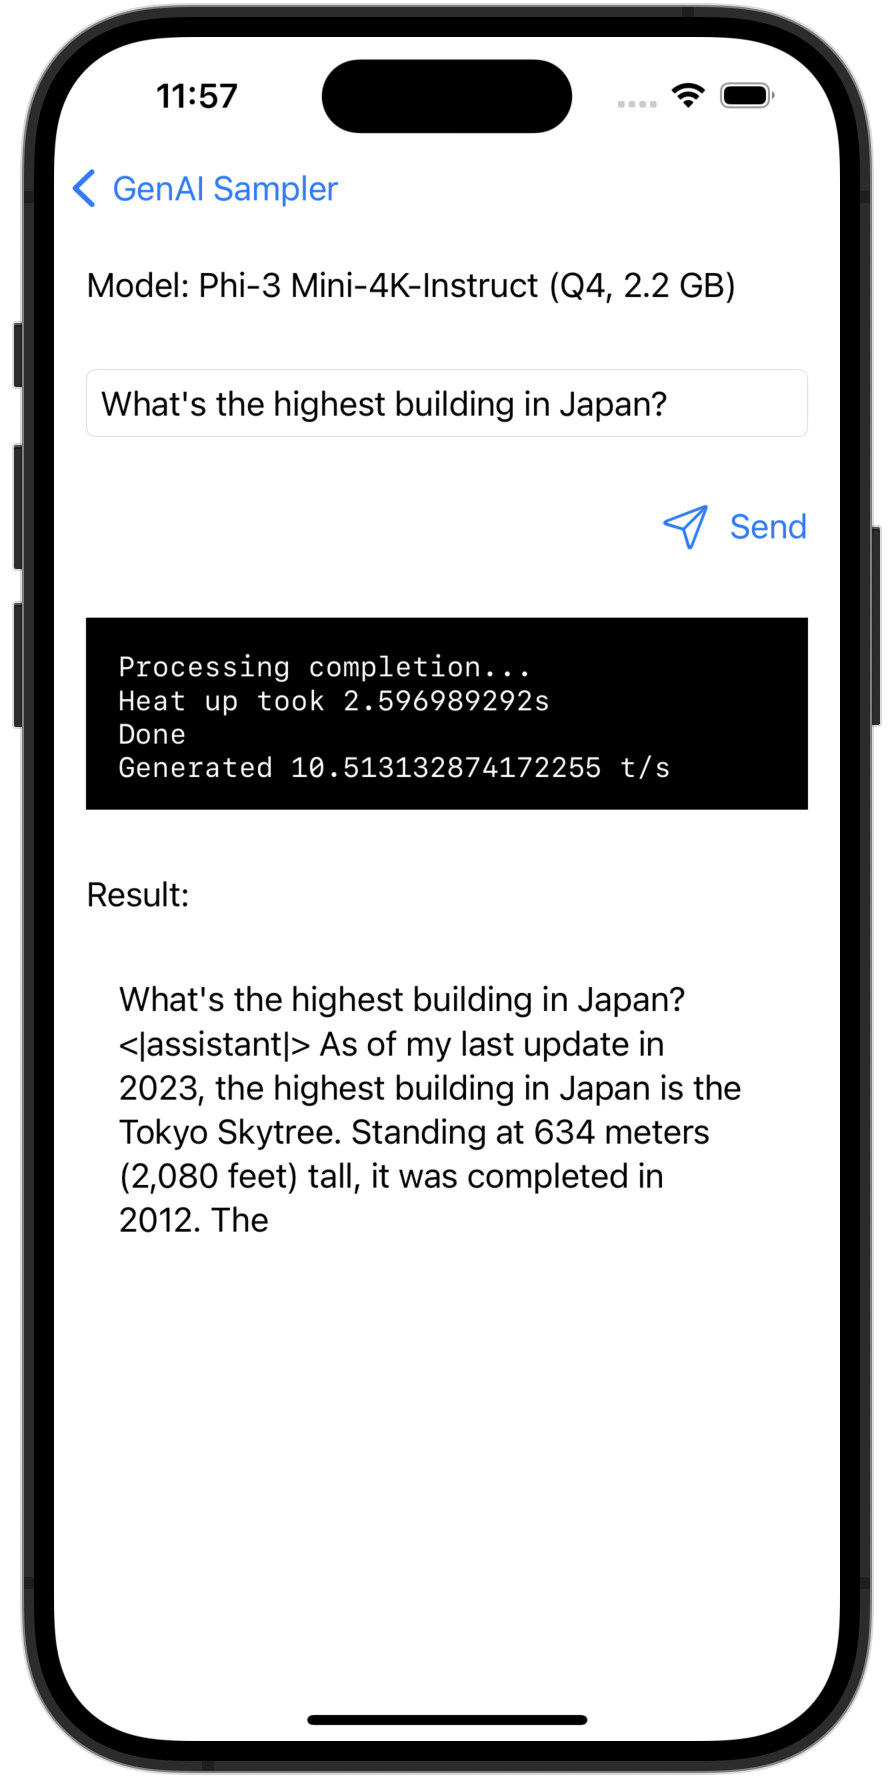 11:57
GenAI Sampler
Model: Phi-3 Mini-4K-Instruct (Q4, 2.2 GB)
What's the highest building in Japan?
Send
Processing completion...
Heat up took 2.596989292s
Done
Generated 10.513132874172255 t/s
Result:
What's the highest building in Japan?
<|assistant|> As of my last update in
2023, the highest building in Japan is the
Tokyo Skytree. Standing at 634 meters
(2,080 feet) tall, it was completed in
2012. The